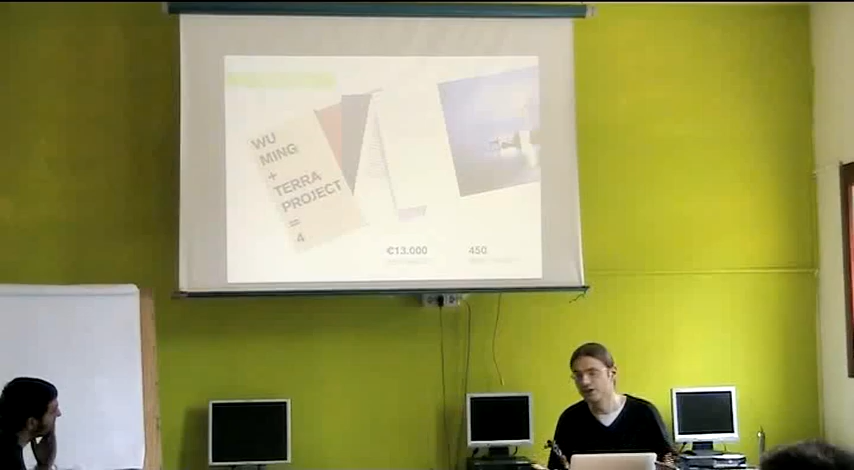 WU
MING
+
TERRA
PROJECT
=
4
€13.000
450